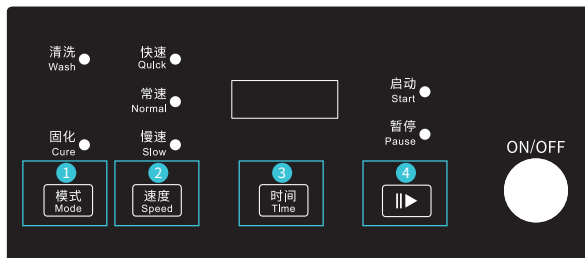 清洗
Wash
快速
Quick
常速
Normal
启动
Start
固化
Cure
慢速
Slow
暂停
Pause
ON/OFF
1
2
3
4
模式
Mode
速度
Speed
时间
TIme